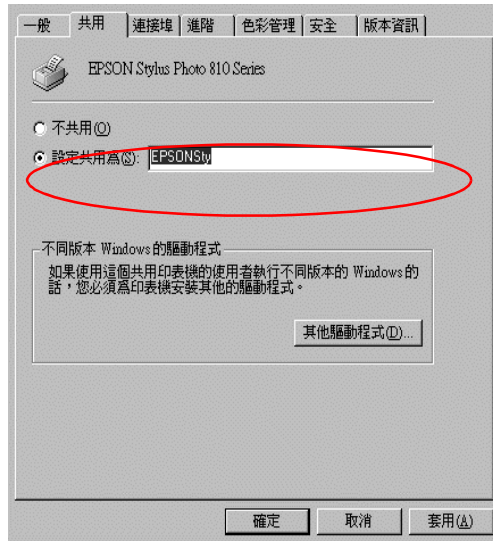 一般 共用 連接埠 進階 色彩管理 安全 版本資訊
EPSON Stylus Photo 810 Series
不共用(O)
設定共用為(S): EPSONSty
不同版本 Windows 的驅動程式
如果使用這個共用印表機的使用者執行不同版本的 Windows 的
話，您必須為印表機安裝其他的驅動程式。
其他驅動程式(D)...
確定 取消 套用(A)